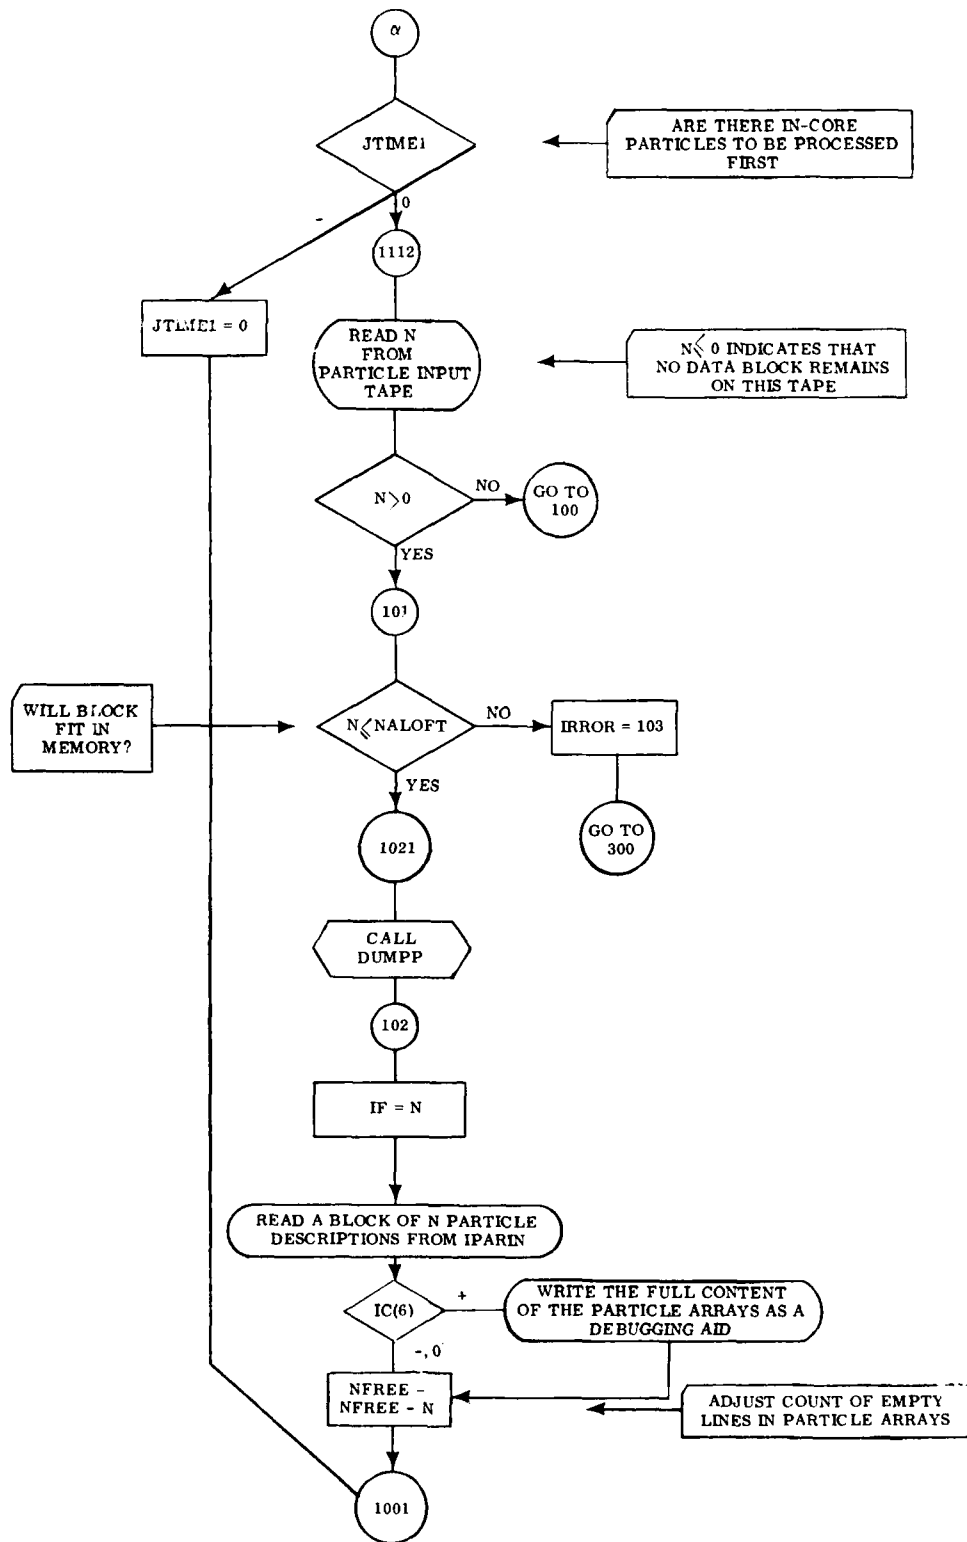 α
JTIME1
ARE THERE IN-CORE
PARTICLES TO BE PROCESSED
FIRST
-
0
1112
JTIME1 = 0
READ N
FROM
PARTICLE INPUT
TAPE
N ⩽ 0 INDICATES THAT
NO DATA BLOCK REMAINS
ON THIS TAPE
N > 0
NO
GO TO
100
YES
101
WILL BLOCK
FIT IN
MEMORY?
N ⩽ NALOFT
NO
IRROR = 103
YES
GO TO
300
1021
CALL
DUMPP
102
IF = N
READ A BLOCK OF N PARTICLE
DESCRIPTIONS FROM IPARIN
IC(6)
+
WRITE THE FULL CONTENT
OF THE PARTICLE ARRAYS AS A
DEBUGGING AID
-, 0
NFREE -
NFREE - N
ADJUST COUNT OF EMPTY
LINES IN PARTICLE ARRAYS
1001